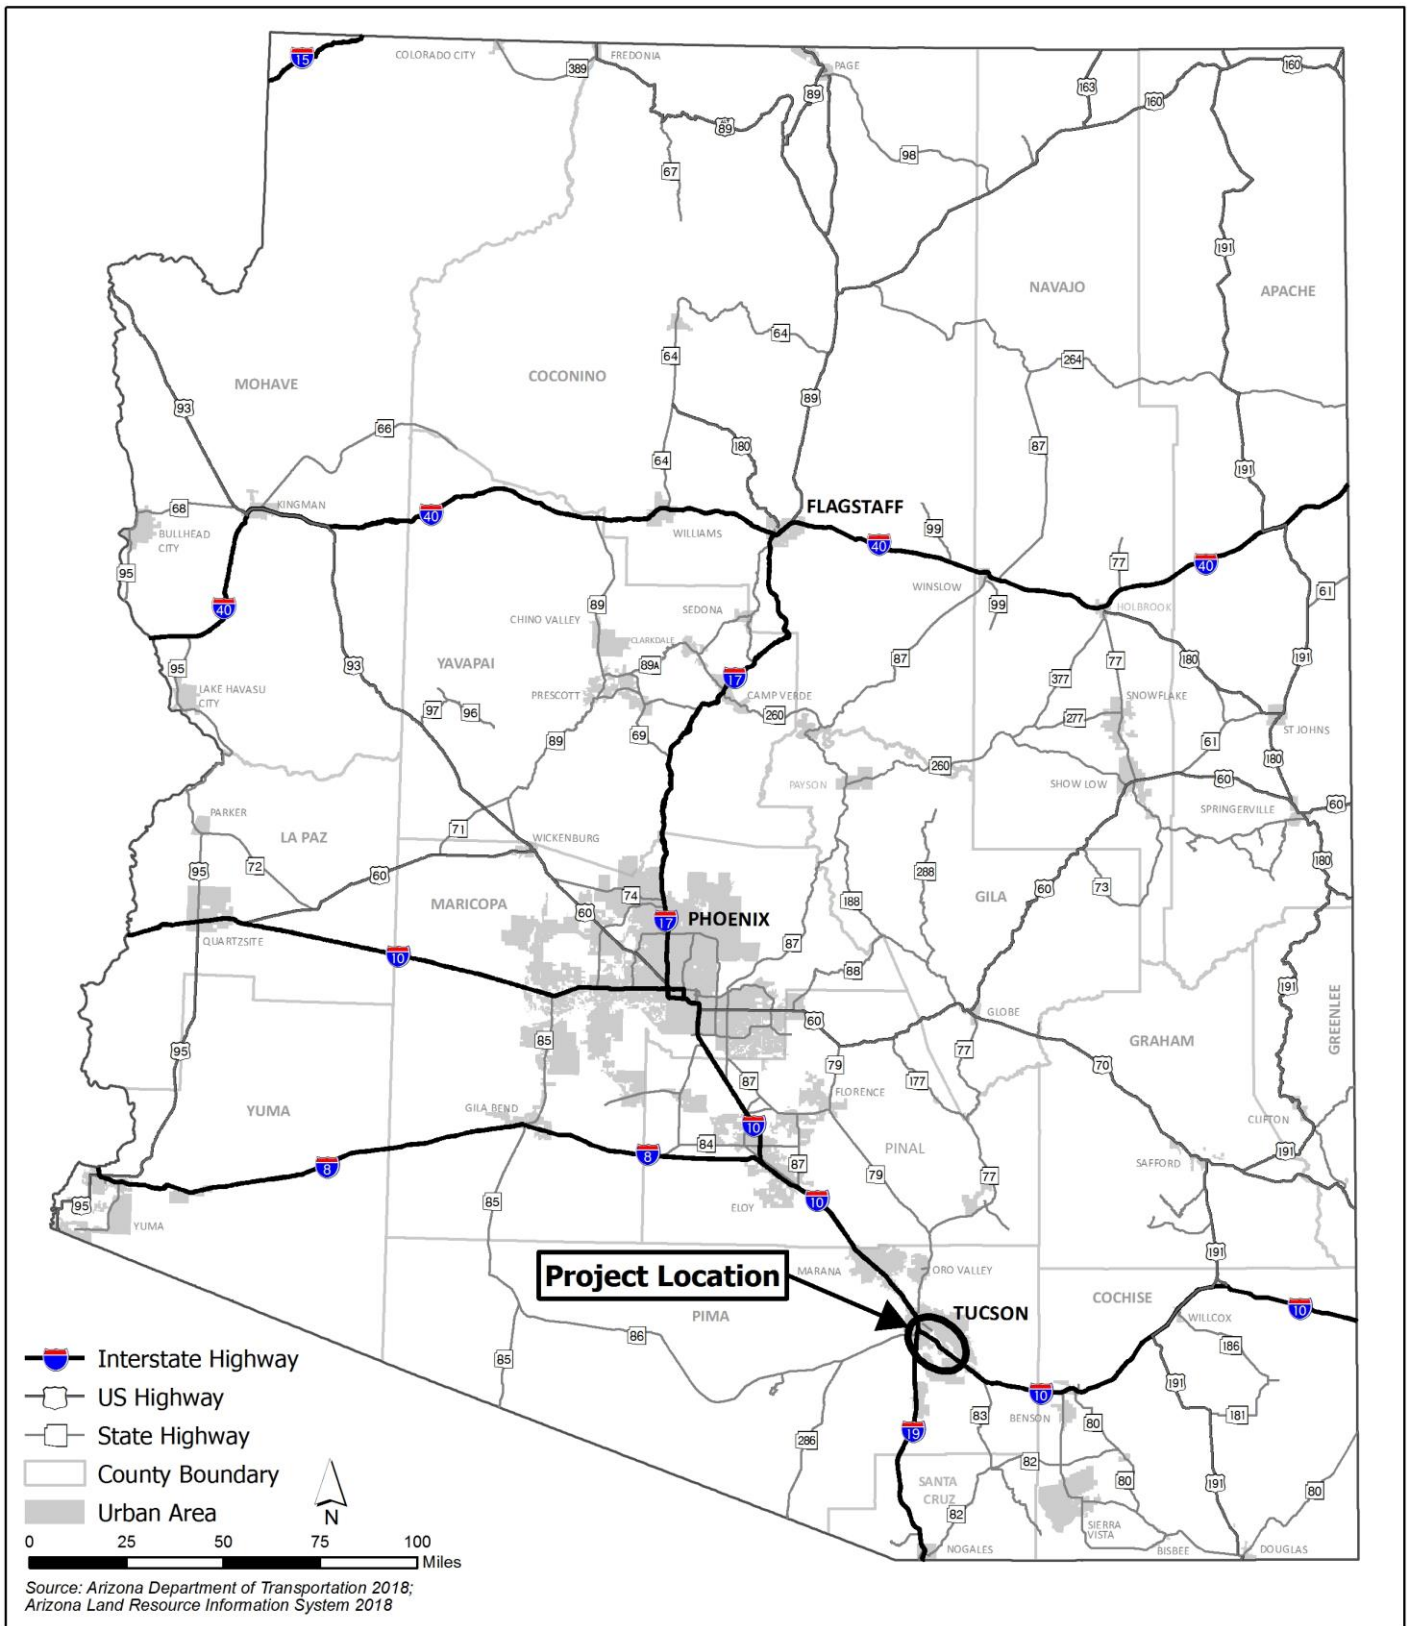 15
COLORADO CITY
389
FREDONIA
PAGE
89
89
163
160
160
67
98
191
NAVAJO
APACHE
64
64
264
MOHAVE
COCONINO
93
89
66
180
87
64
191
68
KINGMAN
40
WILLIAMS
FLAGSTAFF
BULLHEAD
CITY
99
40
WINSLOW
77
40
95
40
89
SEDONA
99
HOLBROOK
61
CHINO VALLEY
CLARKDALE
93
YAVAPAI
89A
17
87
77
180
191
95
LAKE HAVASU
CITY
PRESCOTT
CAMP VERDE
377
SNOWFLAKE
97
96
260
277
89
69
61
ST JOHNS
260
180
PAYSON
SHOW LOW
60
SPRINGERVILLE
60
PARKER
LA PAZ
71
WICKENBURG
180
95
72
60
288
60
73
74
188
GILA
MARICOPA
60
17
PHOENIX
QUARTZSITE
10
87
88
191
GREENLEE
85
60
GLOBE
GRAHAM
95
79
77
70
87
177
YUMA
GILA BEND
FLORENCE
10
CLIFTON
8
8
84
87
PINAL
SAFFORD
191
79
77
95
YUMA
85
ELOY
10
191
Project Location
MARANA
ORO VALLEY
COCHISE
PIMA
TUCSON
10
WILLCOX
86
186
85
Interstate Highway
US Highway
State Highway
County Boundary
Urban Area
N
10
191
83
BENSON
80
181
19
286
82
SANTA
CRUZ
80
191
80
82
SIERRA
VISTA
NOGALES
BISBEE
DOUGLAS
0 25 50 75 100
Miles
Source: Arizona Department of Transportation 2018;
Arizona Land Resource Information System 2018